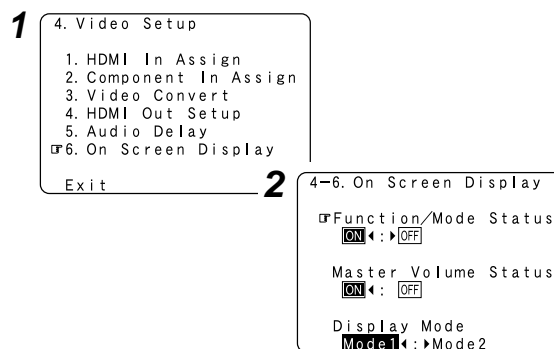 1
4. Video Setup
1. HDMI In Assign
2. Component In Assign
3. Video Convert
4. HDMI Out Setup
5. Audio Delay
☞6. On Screen Display
Exit
2
4-6. On Screen Display
☞Function/Mode Status
ON ◀ : ▶ OFF
Master Volume Status
ON ◀ : OFF
Display Mode
Mode1 ◀ : ▶ Mode2